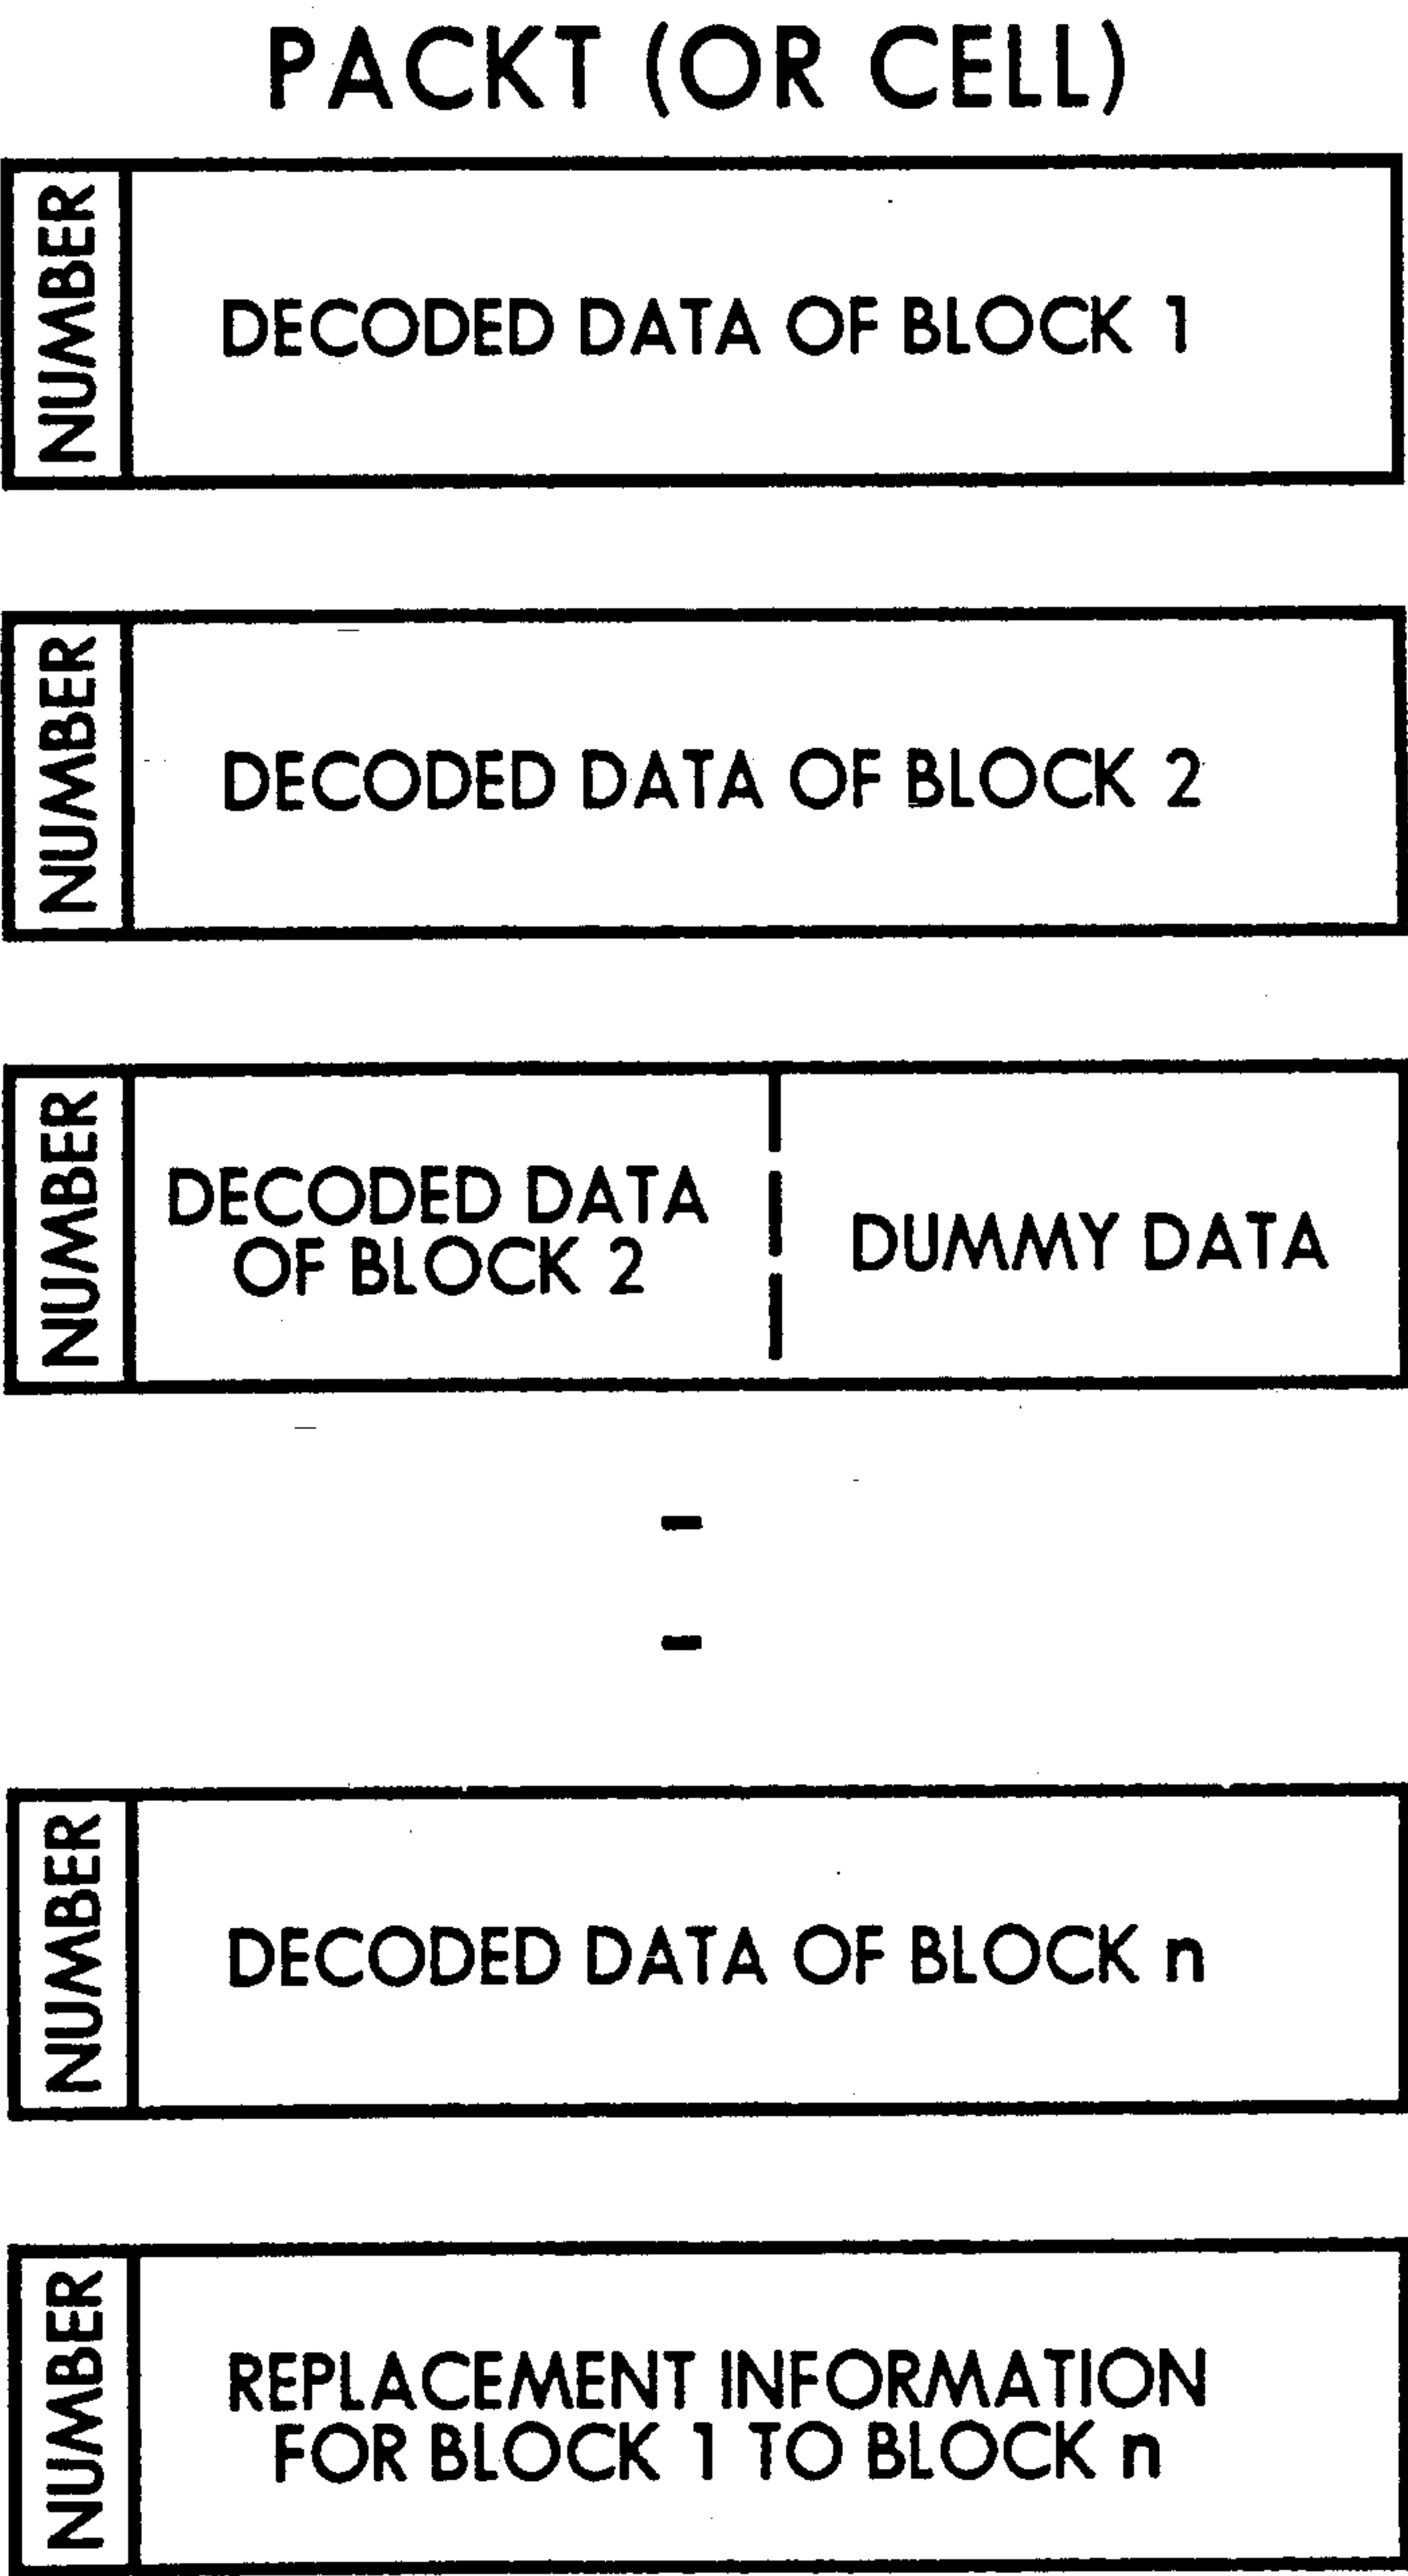 PACKT (OR CELL)
NUMBER
DECODED DATA OF BLOCK 1
NUMBER
DECODED DATA OF BLOCK 2
NUMBER
DECODED DATA
OF BLOCK 2
DUMMY DATA
NUMBER
DECODED DATA OF BLOCK n
NUMBER
REPLACEMENT INFORMATION
FOR BLOCK 1 TO BLOCK n